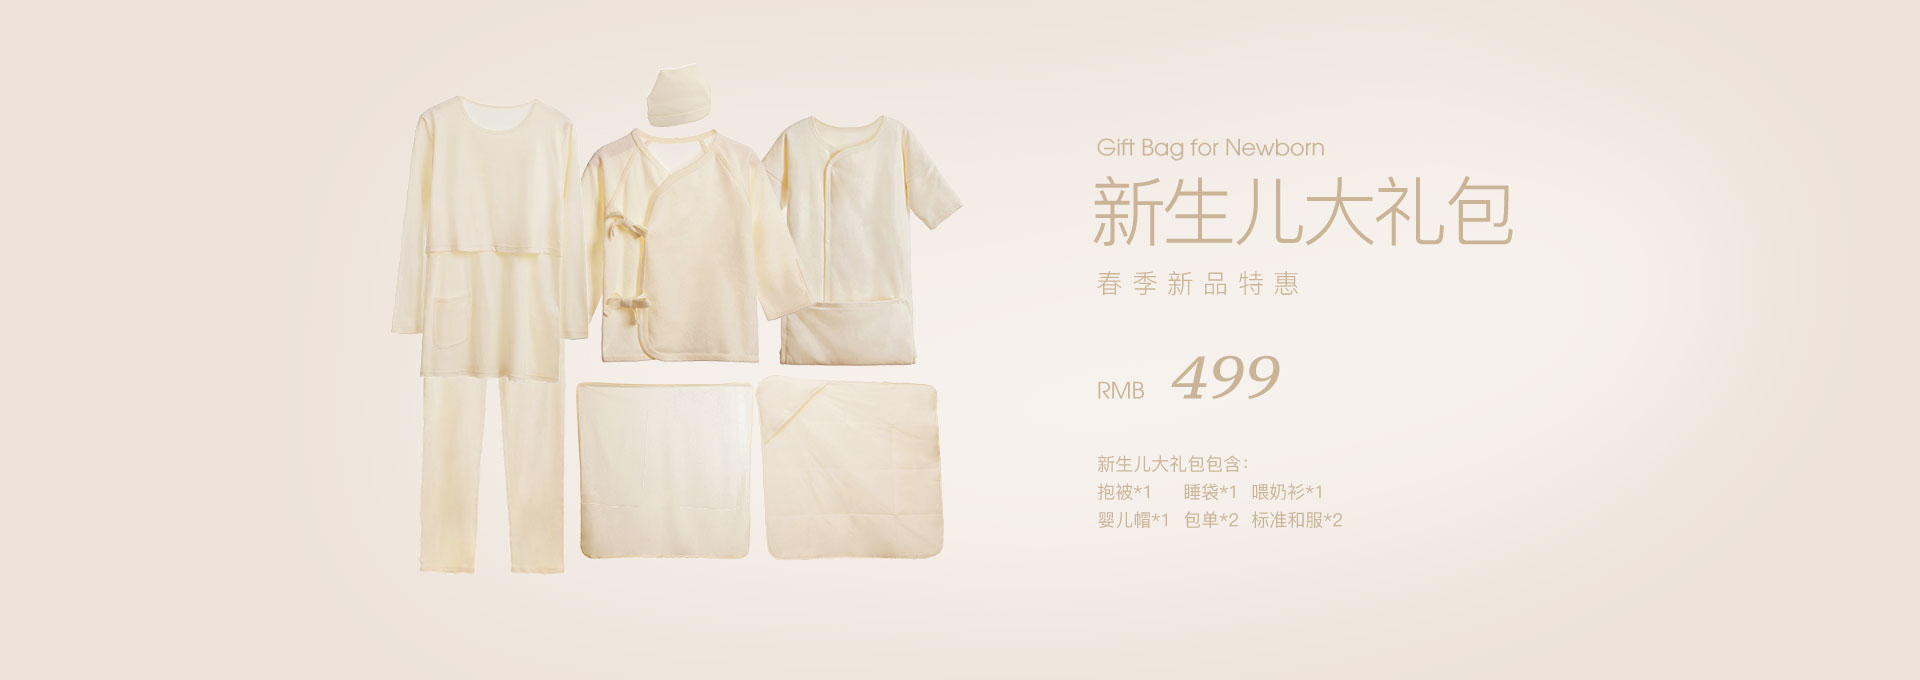 Gift Bag for Newborn
新生儿大礼包
春季新品特惠
RMB 499
新生儿大礼包包含：
抱被*1 睡袋*1 喂奶衫*1
婴儿帽*1 包单*2 标准和服*2